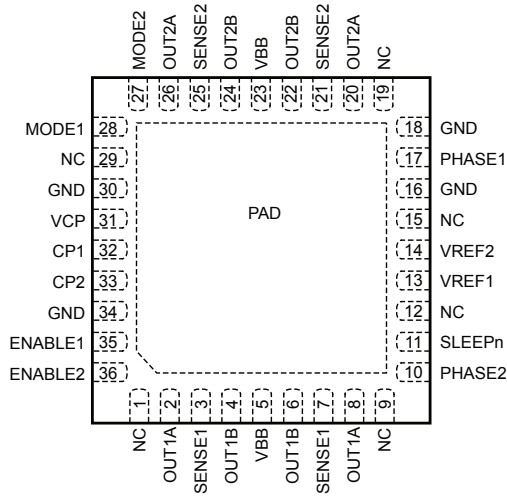 MODE2
OUT2A
SENSE2
OUT2B
VBB
OUT2B
SENSE2
OUT2A
NC
27
26
25
24
23
22
21
20
19
MODE1 28
NC 29
GND 30
VCP 31
CP1 32
CP2 33
GND 34
ENABLE1 35
ENABLE2 36
PAD
18 GND
17 PHASE1
16 GND
15 NC
14 VREF2
13 VREF1
12 NC
11 SLEEPn
10 PHASE2
1
2
3
4
5
6
7
8
9
NC
OUT1A
SENSE1
OUT1B
VBB
OUT1B
SENSE1
OUT1A
NC